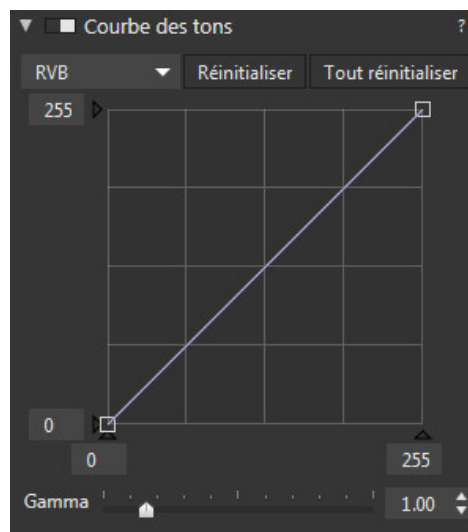 Courbe des tons ?
RVB Réinitialiser Tout réinitialiser
255
0
0 255
Gamma 1.00